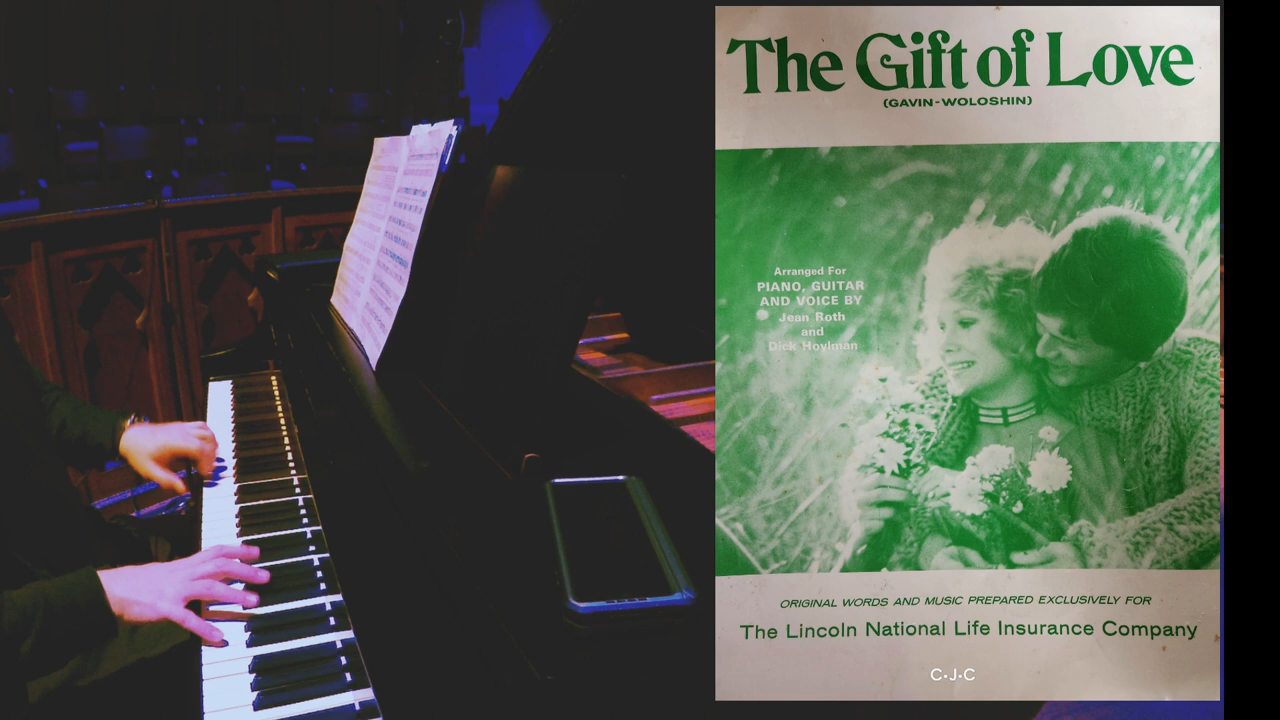 The Gift of Love
(GAVIN-WOLOSHIN)
Arranged For
PIANO, GUITAR
AND VOICE BY
Jean Roth
and
Dick Hoylman
ORIGINAL WORDS AND MUSIC PREPARED EXCLUSIVELY FOR
The Lincoln National Life Insurance Company
C·J·C